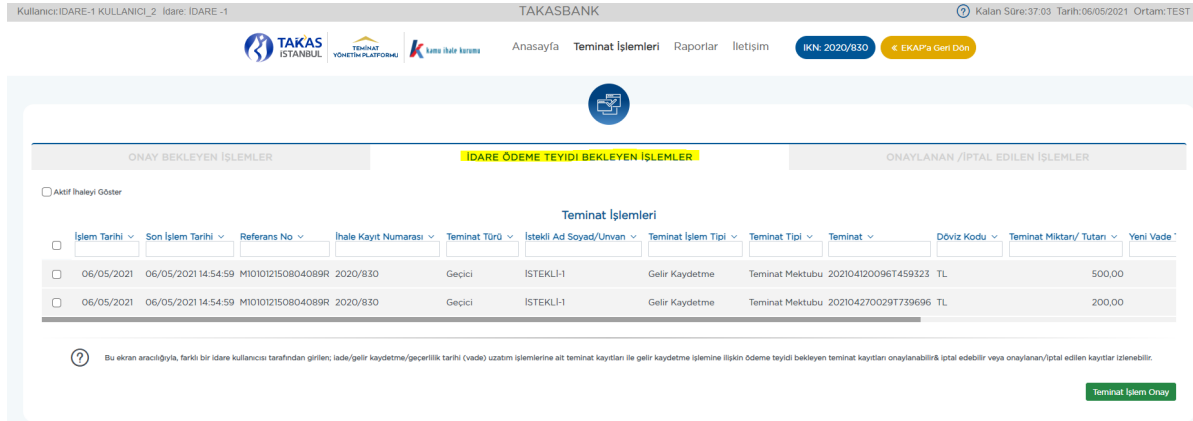 Kullanıcı:IDARE-1 KULLANICI_2 İdare: İDARE -1 TAKASBANK ? Kalan Süre:37:03 Tarih:06/05/2021 Ortam:TEST
TAKAS İSTANBUL TEMİNAT YÖNETİM PLATFORMU kamu ihale kurumu Anasayfa Teminat İşlemleri Raporlar İletişim IKN: 2020/830 « EKAP'a Geri Dön
ONAY BEKLEYEN İŞLEMLER İDARE ÖDEME TEYIDI BEKLEYEN İŞLEMLER ONAYLANAN /İPTAL EDİLEN İŞLEMLER
Aktif İhaleyi Göster
Teminat İşlemleri
İşlem Tarihi Son İşlem Tarihi Referans No İhale Kayıt Numarası Teminat Türü İstekli Ad Soyad/Unvan Teminat İşlem Tipi Teminat Tipi Teminat Döviz Kodu Teminat Miktarı/ Tutarı Yeni Vade
06/05/2021 06/05/2021 14:54:59 M101012150804089R 2020/830 Geçici İSTEKLİ-1 Gelir Kaydetme Teminat Mektubu 202104120096T459323 TL 500,00
06/05/2021 06/05/2021 14:54:59 M101012150804089R 2020/830 Geçici İSTEKLİ-1 Gelir Kaydetme Teminat Mektubu 202104270029T739696 TL 200,00
? Bu ekran aracılığıyla, farklı bir idare kullanıcısı tarafından girilen; iade/gelir kaydetme/geçerlilik tarihi (vade) uzatım işlemlerine ait teminat kayıtları ile gelir kaydetme işlemine ilişkin ödeme teyidi bekleyen teminat kayıtları onaylanabilir& iptal edebilir veya onaylanan/iptal edilen kayıtlar izlenebilir.
Teminat İşlem Onay